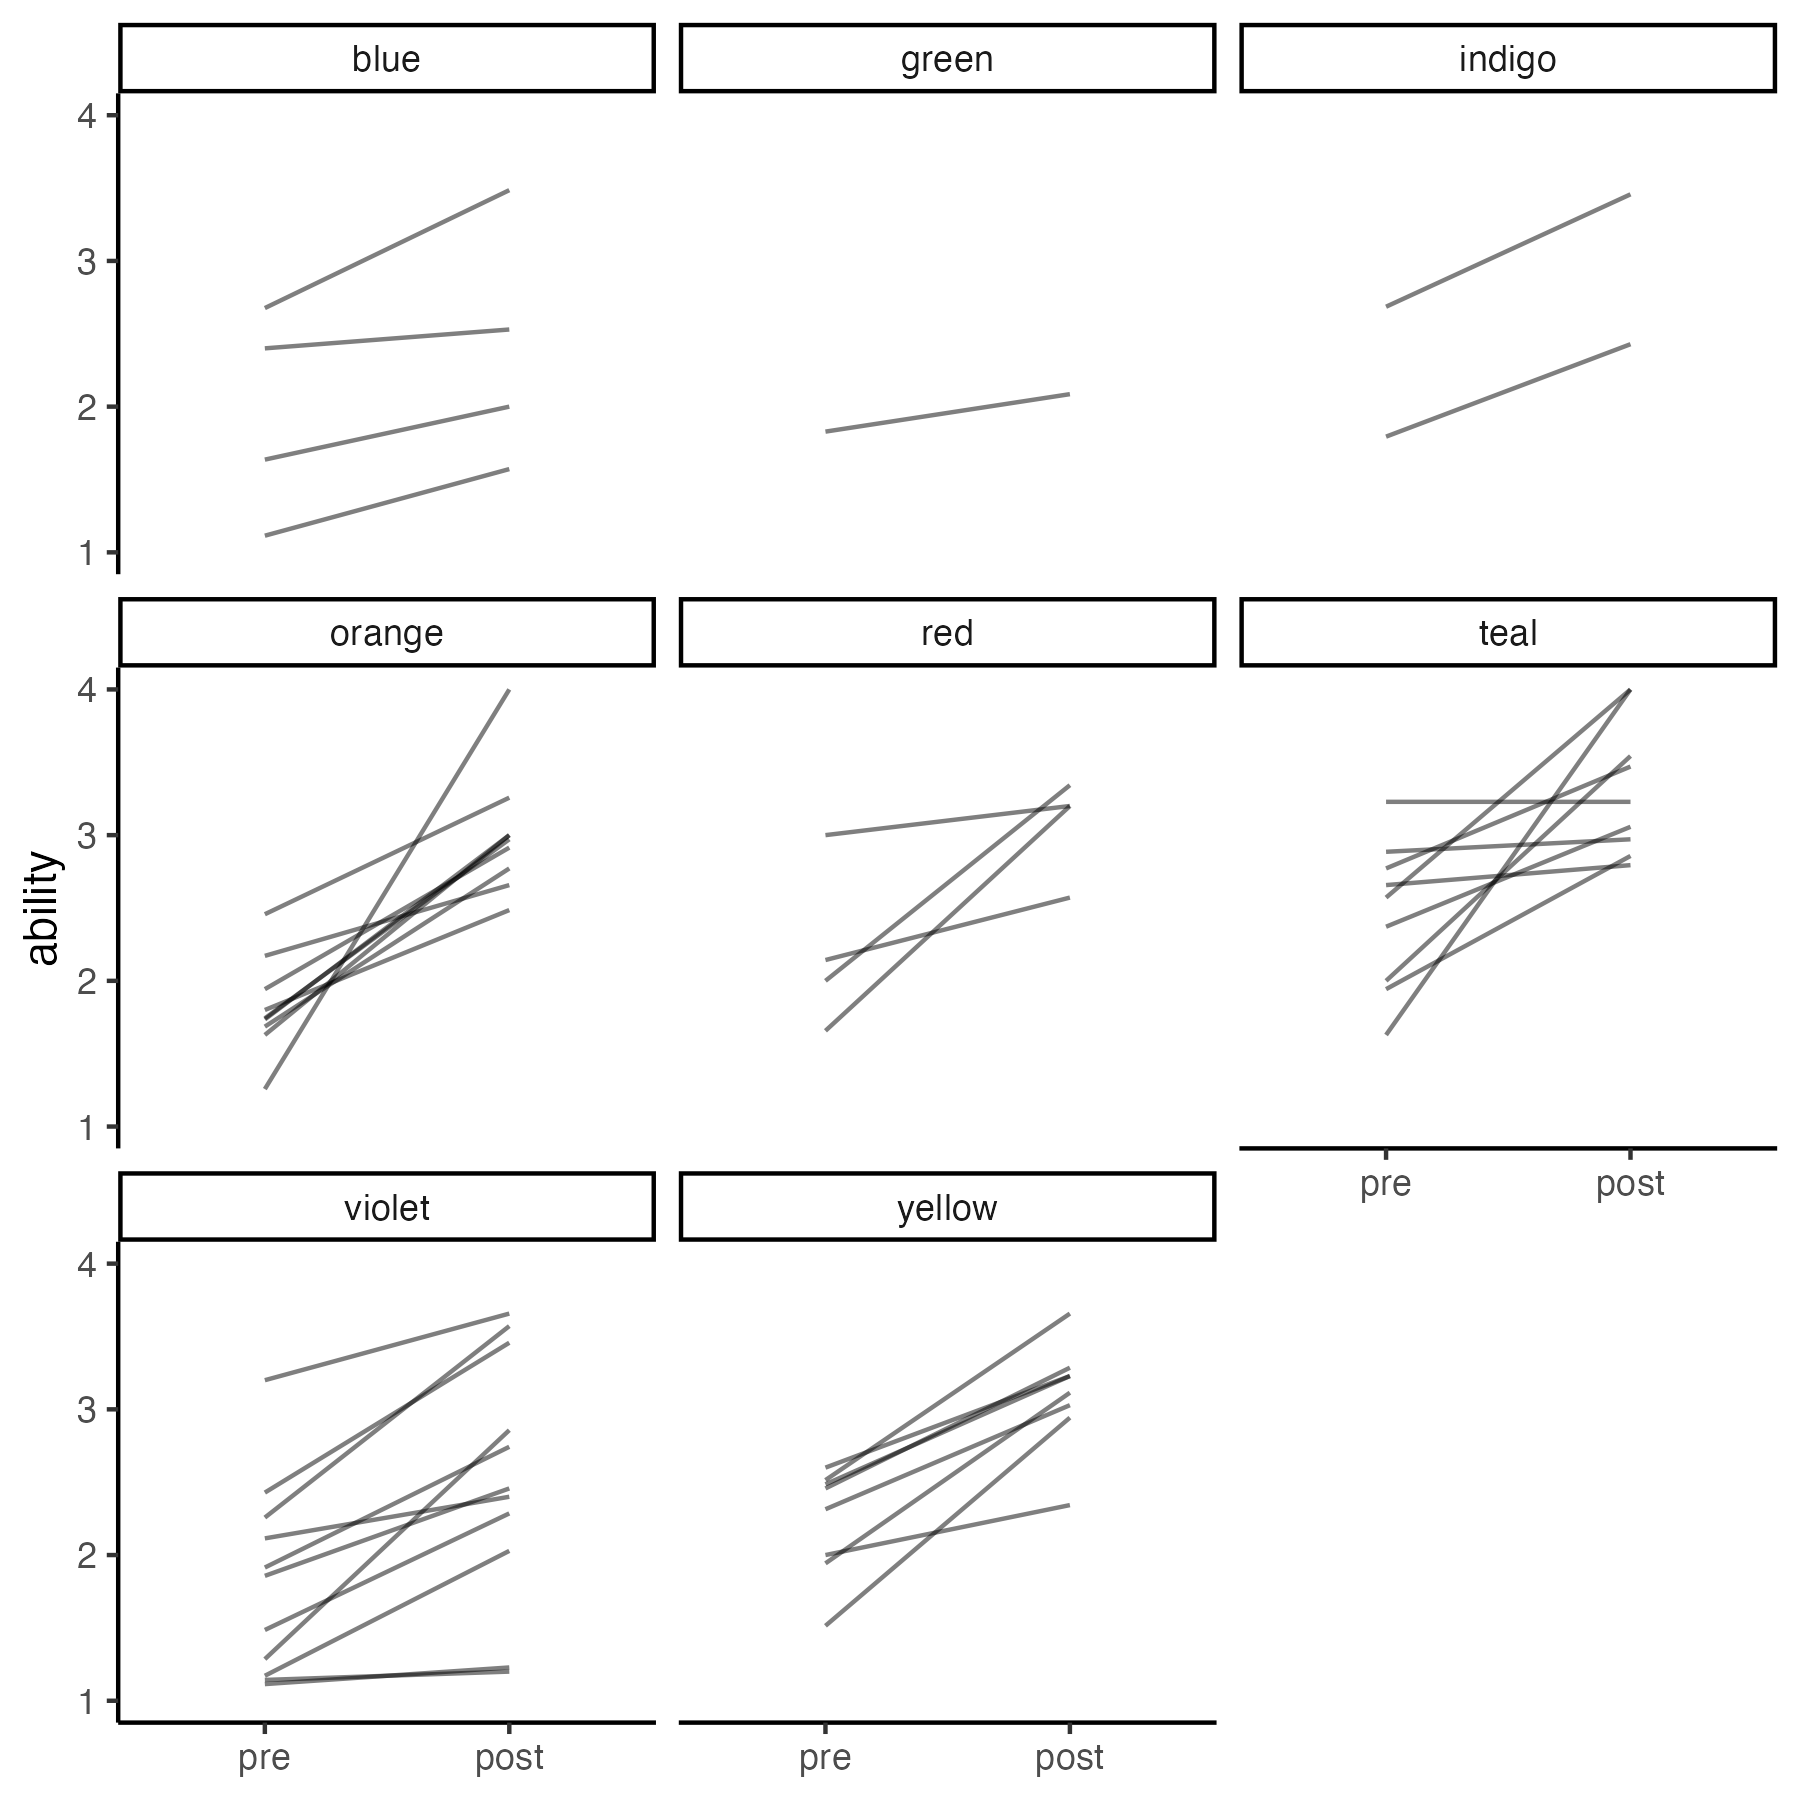 blue
green
indigo
4
3
2
1
orange
red
teal
4
3
2
1
ability
pre
post
violet
yellow
4
3
2
1
pre
post
pre
post